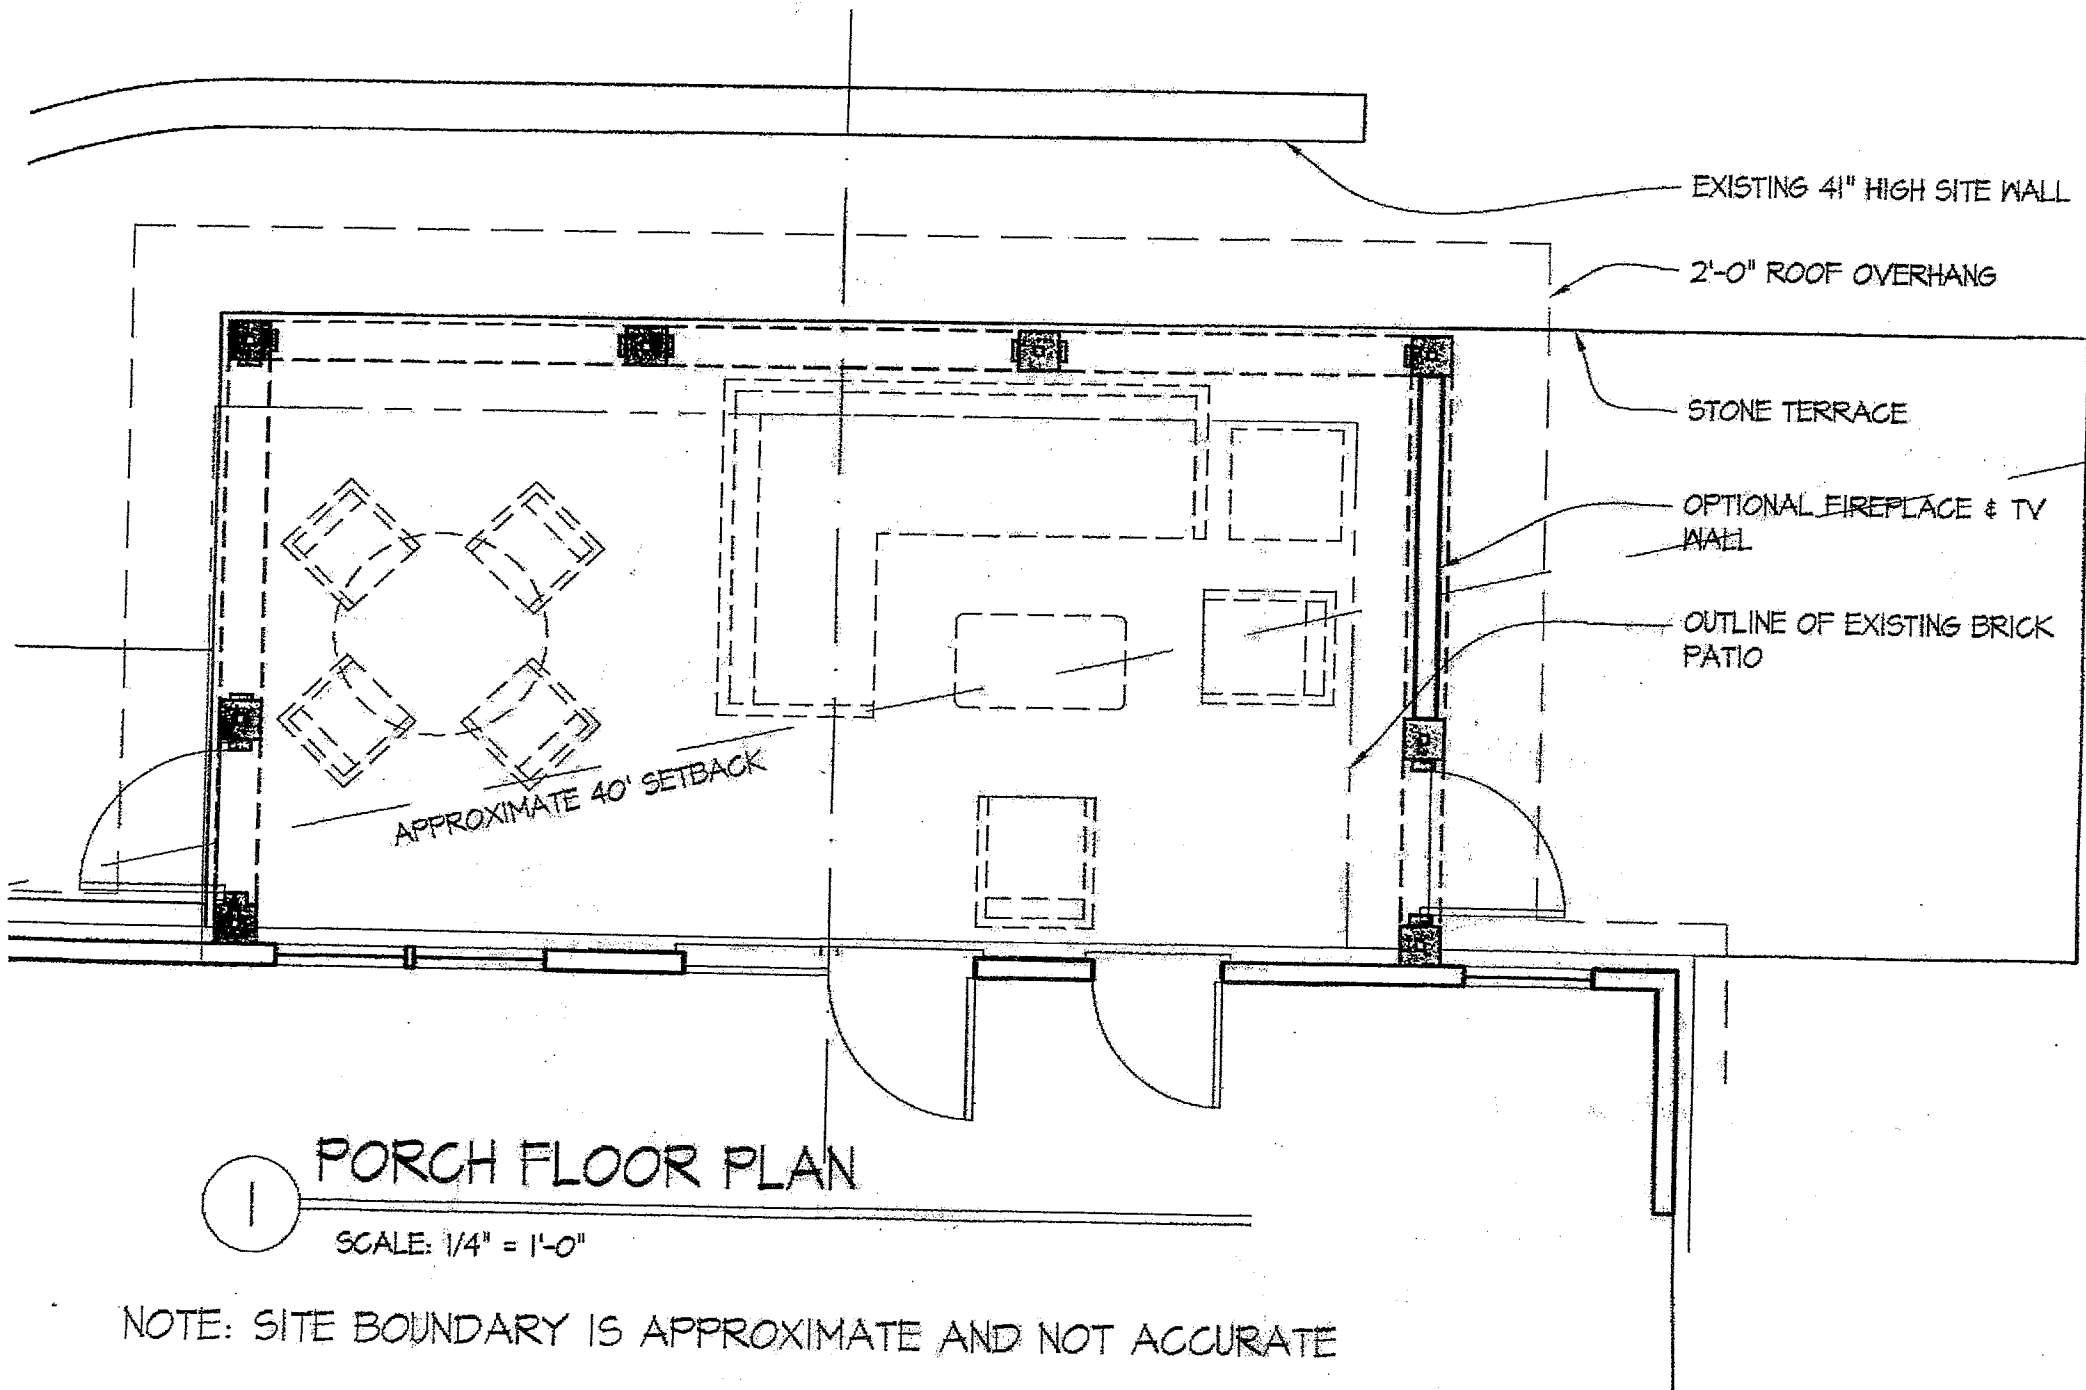 EXISTING 41" HIGH SITE WALL
2'-0" ROOF OVERHANG
STONE TERRACE
OPTIONAL FIREPLACE & TV
WALL
OUTLINE OF EXISTING BRICK
PATIO
APPROXIMATE 40' SETBACK
1
PORCH FLOOR PLAN
SCALE: 1/4" = 1'-0"
NOTE: SITE BOUNDARY IS APPROXIMATE AND NOT ACCURATE